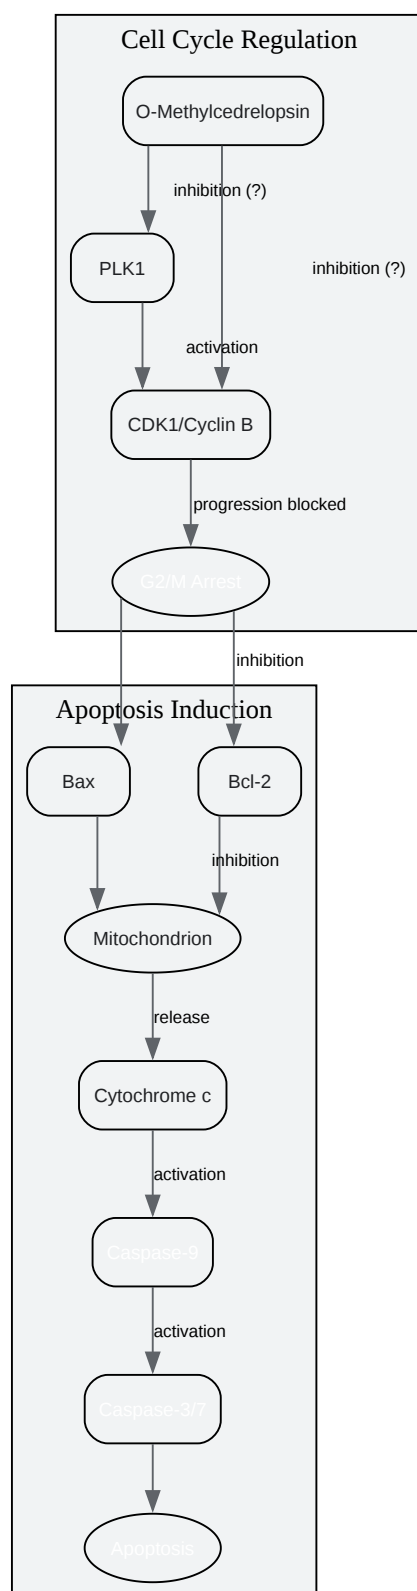 Cell Cycle Regulation
O-Methylcedrelopsin
inhibition (?)
PLK1
inhibition (?)
activation
CDK1/Cyclin B
progression blocked
G2/M Arrest
inhibition
Apoptosis Induction
Bax
Bcl-2
inhibition
Mitochondrion
release
Cytochrome c
activation
Caspase-9
activation
Caspase-3/7
Apoptosis